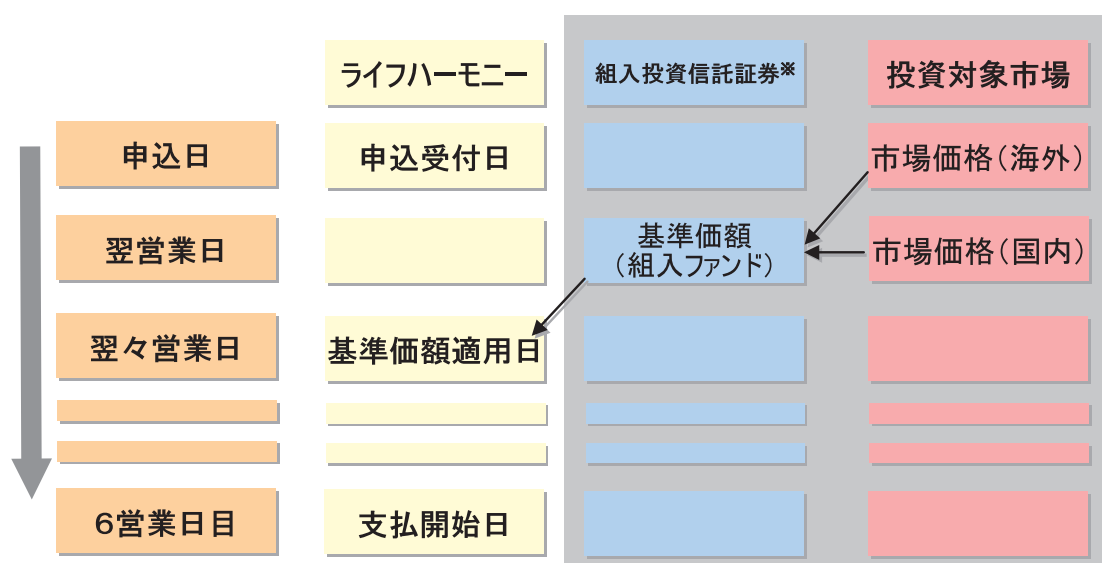 ライフハーモニー
組入投資信託証券※
投資対象市場
申込日
申込受付日
市場価格（海外）
翌営業日
基準価額
（組入ファンド）
市場価格（国内）
翌々営業日
基準価額適用日
６営業日目
支払開始日